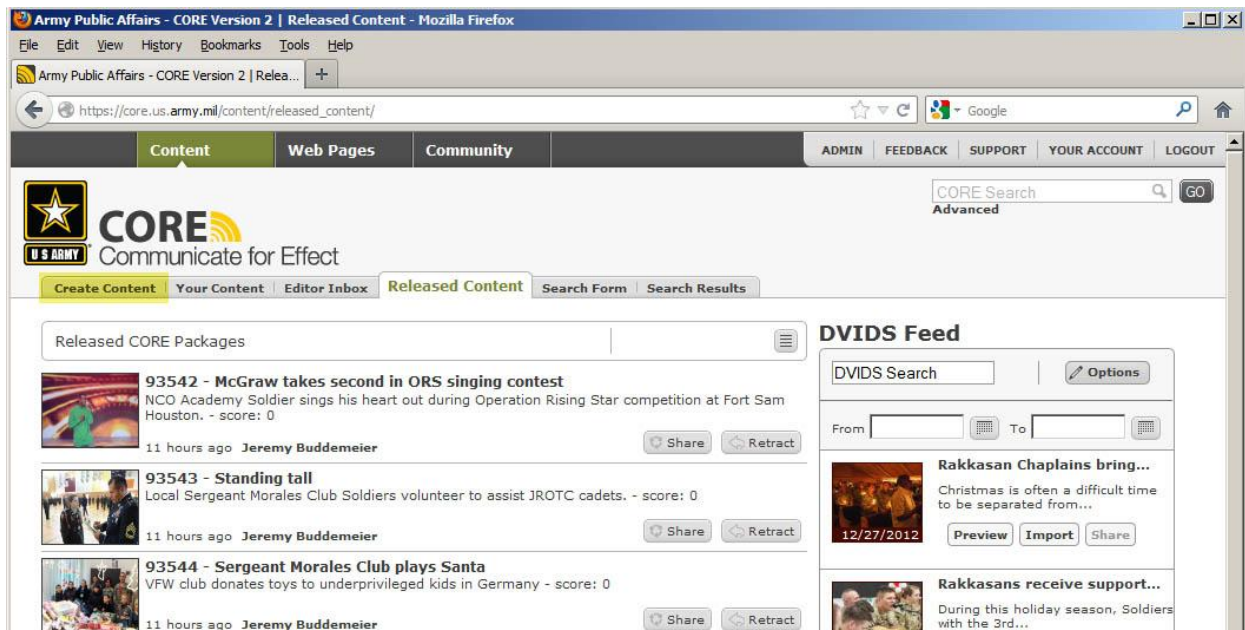 Army Public Affairs - CORE Version 2 | Released Content - Mozilla Firefox
File Edit View History Bookmarks Tools Help
Army Public Affairs - CORE Version 2 | Relea... +
https://core.us.army.mil/content/released_content/
Google
Content Web Pages Community
ADMIN FEEDBACK SUPPORT YOUR ACCOUNT LOGOUT
CORE Search GO
Advanced
U S ARMY
CORE
Communicate for Effect
Create Content Your Content Editor Inbox Released Content Search Form Search Results
Released CORE Packages
93542 - McGraw takes second in ORS singing contest
NCO Academy Soldier sings his heart out during Operation Rising Star competition at Fort Sam
Houston. - score: 0
11 hours ago Jeremy Buddemeier Share Retract
93543 - Standing tall
Local Sergeant Morales Club Soldiers volunteer to assist JROTC cadets. - score: 0
11 hours ago Jeremy Buddemeier Share Retract
93544 - Sergeant Morales Club plays Santa
VFW club donates toys to underprivileged kids in Germany - score: 0
11 hours ago Jeremy Buddemeier Share Retract
DVIDS Feed
DVIDS Search Options
From To
Rakkasan Chaplains bring...
Christmas is often a difficult time
to be separated from...
12/27/2012 Preview Import Share
Rakkasans receive support...
During this holiday season, Soldiers
with the 3rd...